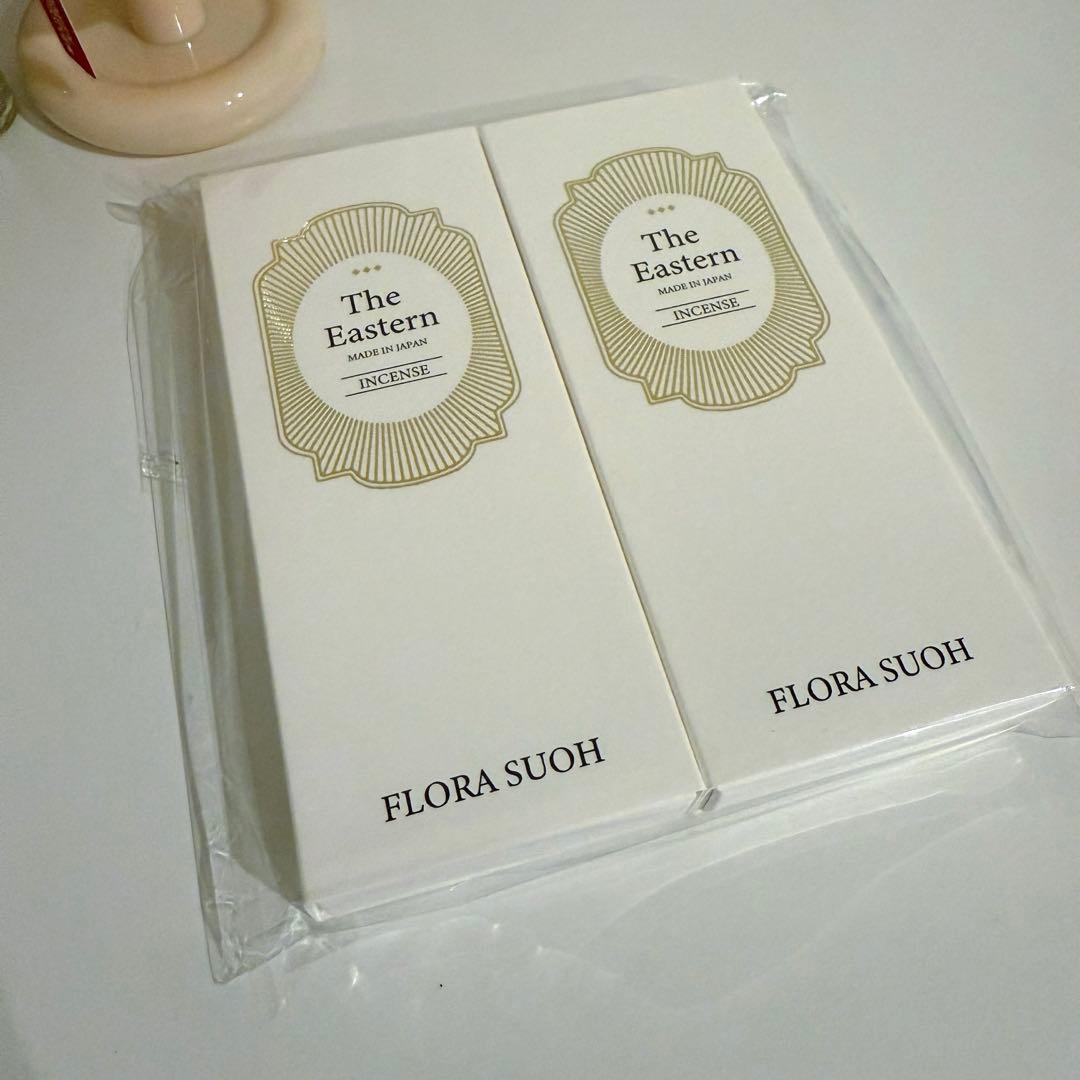 The
Eastern
MADE IN JAPAN
INCENSE
FLORA SUOH
The
Eastern
MADE IN JAPAN
INCENSE
FLORA SUOH